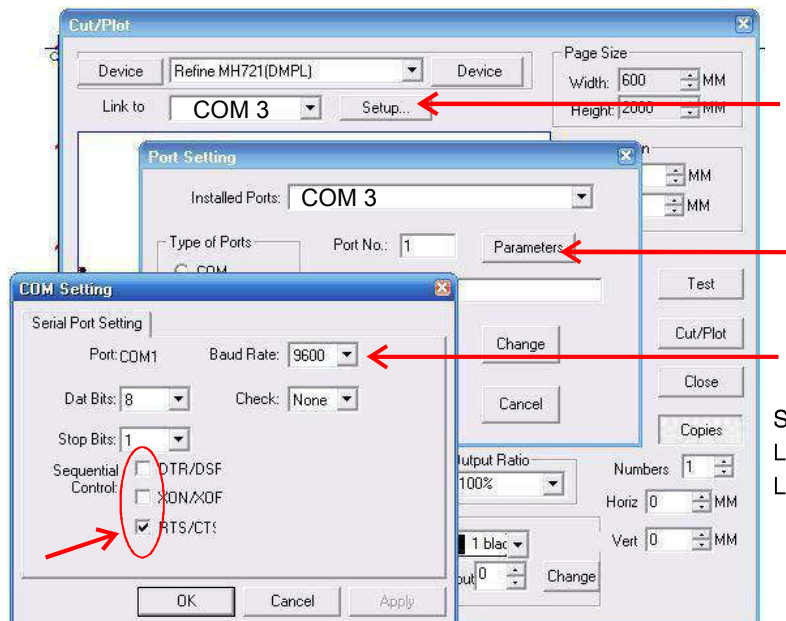 Cut/Plot
Device Refine MH721(DMPL) Device
Link to COM 3 Setup...
Page Size
Width: 600 MM
Height: 2000 MM
n
MM
MM
Port Setting
Installed Ports: COM 3
Type of Ports
COM
Port No.: 1 Parameters
Change
Cancel
Test
Cut/Plot
Close
Copies
Numbers 1
Horiz 0 MM
Vert 0 MM
utput Ratio
100%
1 blac
out 0 Change
COM Setting
Serial Port Setting
Port: COM1 Baud Rate: 9600
Dat Bits: 8 Check: None
Stop Bits: 1
Sequential
Control:
DTR/DSF
XON/XOF
RTS/CTS
OK Cancel Apply
S
L
L